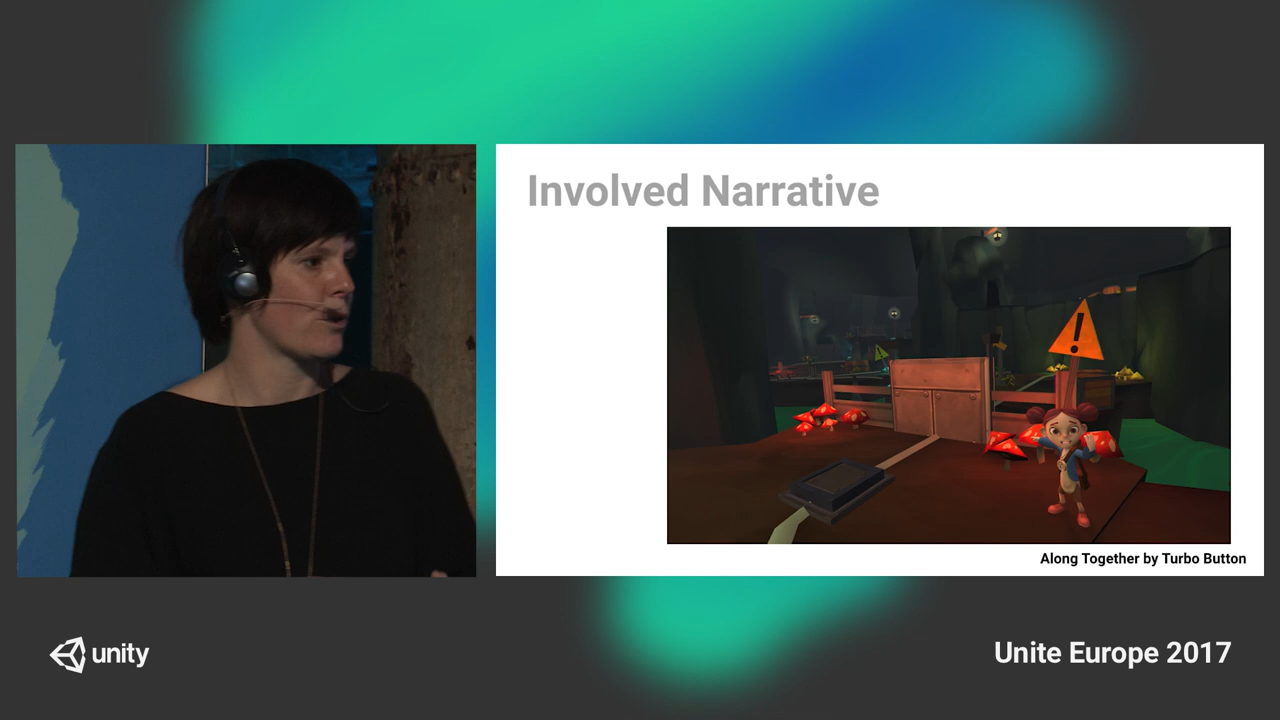 Involved Narrative
!
Along Together by Turbo Button
unity
Unite Europe 2017